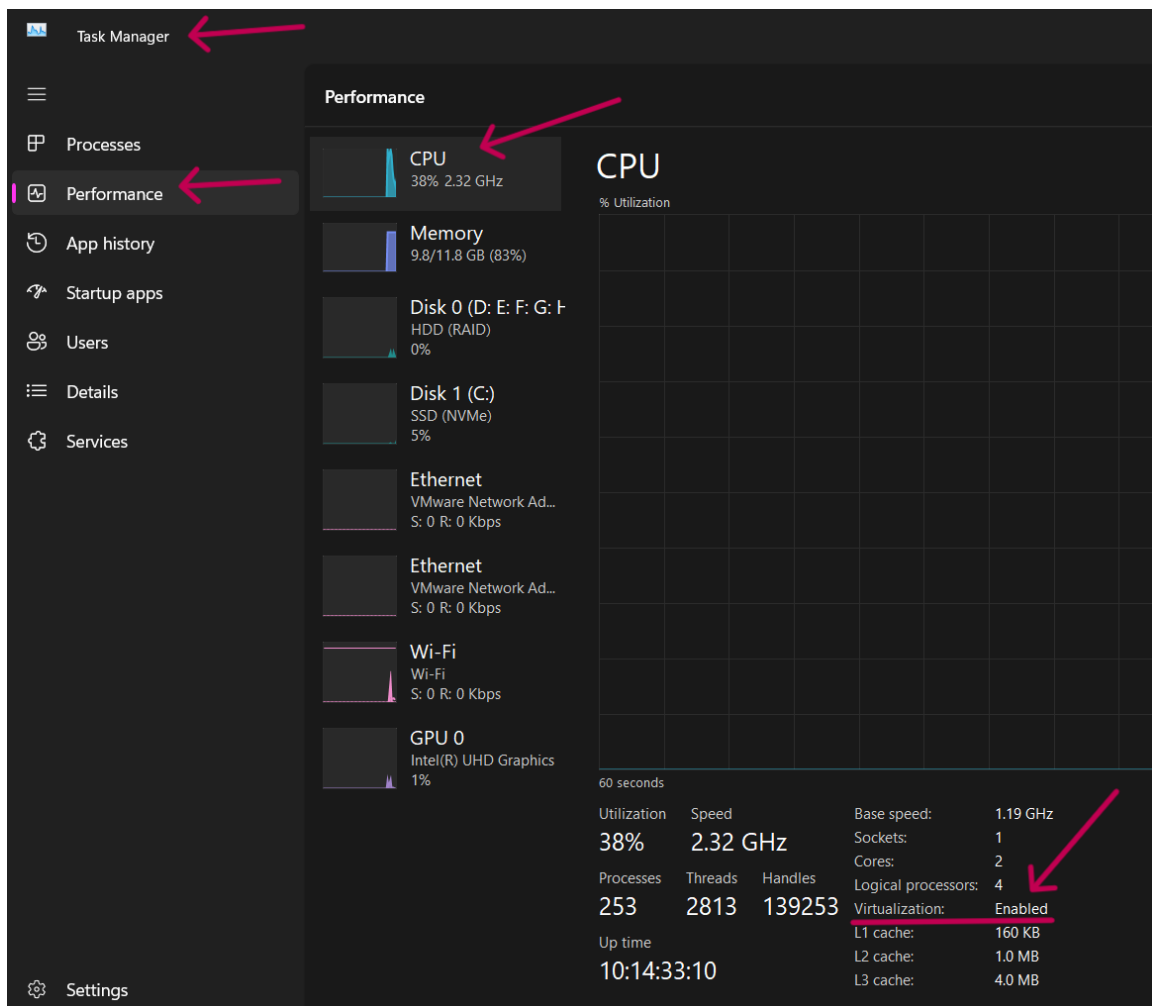 Task Manager
Performance
Processes
Performance
App history
Startup apps
Users
Details
Services
Settings
CPU
38% 2.32 GHz
Memory
9.8/11.8 GB (83%)
Disk 0 (D: E: F: G: H
HDD (RAID)
0%
Disk 1 (C:)
SSD (NVMe)
5%
Ethernet
VMware Network Ad...
S: 0 R: 0 Kbps
Ethernet
VMware Network Ad...
S: 0 R: 0 Kbps
Wi-Fi
Wi-Fi
S: 0 R: 0 Kbps
GPU 0
Intel(R) UHD Graphics
1%
CPU
% Utilization
60 seconds
Utilization Speed
38% 2.32 GHz
Processes Threads Handles
253 2813 139253
Up time
10:14:33:10
Base speed: 1.19 GHz
Sockets: 1
Cores: 2
Logical processors: 4
Virtualization: Enabled
L1 cache: 160 KB
L2 cache: 1.0 MB
L3 cache: 4.0 MB